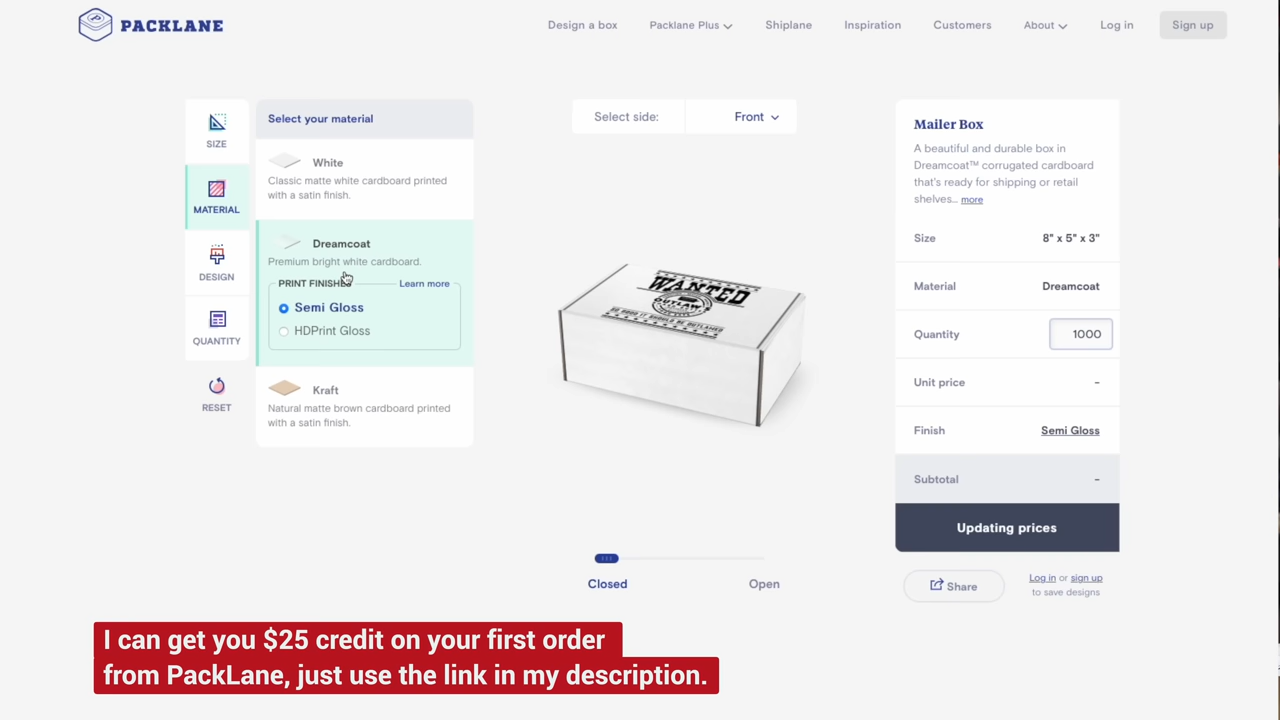 PACKLANE
Design a box
Packlane Plus
Shiplane
Inspiration
Customers
About
Log in
Sign up
SIZE
MATERIAL
DESIGN
QUANTITY
RESET
Select your material
White
Classic matte white cardboard printed
with a satin finish.
Dreamcoat
Premium bright white cardboard.
PRINT FINISHES
Learn more
Semi Gloss
HDPrint Gloss
Kraft
Natural matte brown cardboard printed
with a satin finish.
Select side:
Front
WANTED
OUTLAW
Closed
Open
Mailer Box
A beautiful and durable box in
Dreamcoat™ corrugated cardboard
that's ready for shipping or retail
shelves... more
Size
8" x 5" x 3"
Material
Dreamcoat
Quantity
1000
Unit price
-
Finish
Semi Gloss
Subtotal
-
Updating prices
Share
Log in or sign up
to save designs
I can get you $25 credit on your first order
from PackLane, just use the link in my description.